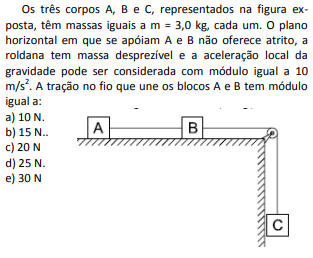 Os três corpos A, B e C, representados na figura ex-
posta, têm massas iguais a m = 3,0 kg, cada um. O plano
horizontal em que se apóiam A e B não oferece atrito, a
roldana tem massa desprezível e a aceleração local da
gravidade pode ser considerada com módulo igual a 10
m/s². A tração no fio que une os blocos A e B tem módulo
igual a:
a) 10 N.
b) 15 N..
c) 20 N
d) 25 N.
e) 30 N
A
B
C